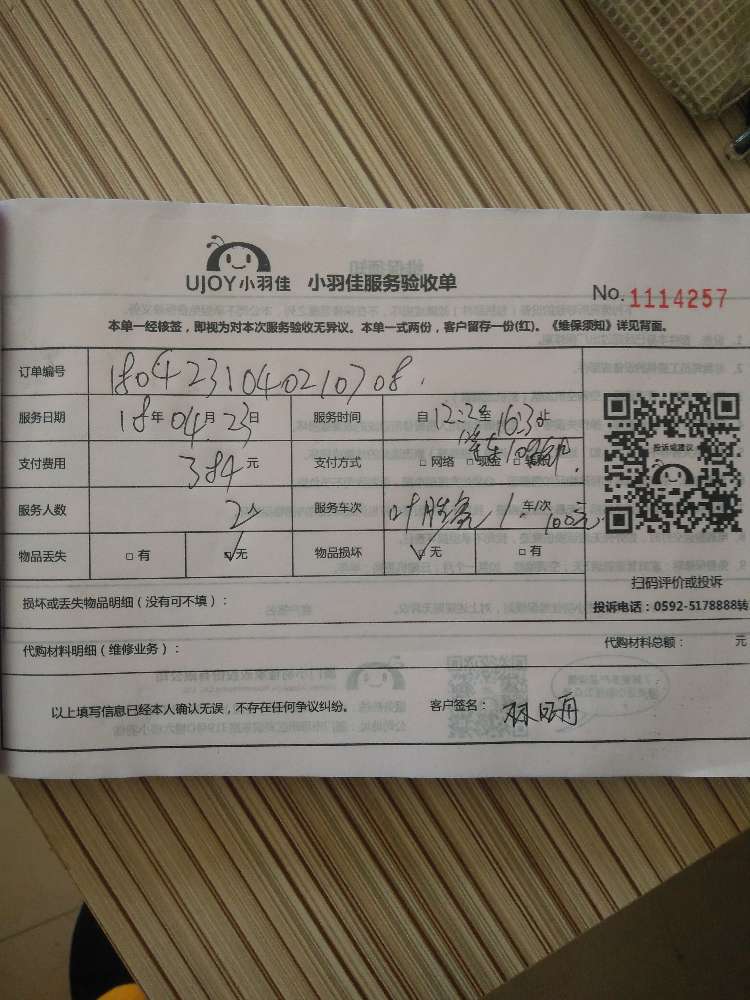 UJOY小羽佳 小羽佳服务验收单
No. 1114257
本单一经核签，即视为对本次服务验收无异议。本单一式两份，客户留存一份(红)。《维保须知》详见背面。
订单编号 1804231040210708
服务日期 18年04月23日 服务时间 自 至 止
支付费用 384元 支付方式 □网络 □现金
服务人数 2人 服务车次 1车/次 100元
物品丢失 □有 □无 物品损坏 □无 □有
投诉或建议
扫码评价或投诉
损坏或丢失物品明细（没有可不填）： 投诉电话：0592-5178888转
代购材料明细（维修业务）： 代购材料总额： 元
以上填写信息已经本人确认无误，不存在任何争议纠纷。 客户签名：